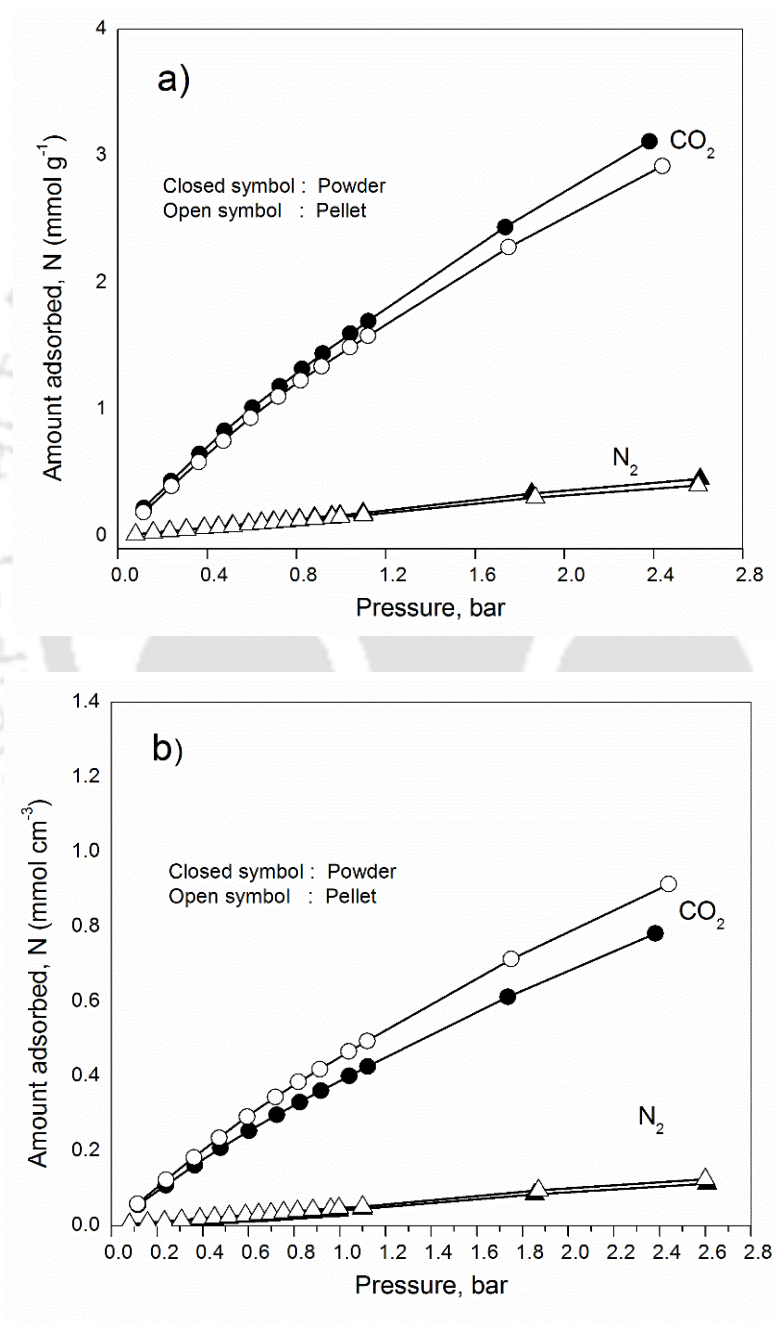 a)
4
3
2
1
0
Amount adsorbed, N (mmol g⁻¹)
Closed symbol : Powder
Open symbol : Pellet
CO₂
N₂
0.0 0.4 0.8 1.2 1.6 2.0 2.4 2.8
Pressure, bar
b)
1.4
1.2
1.0
0.8
0.6
0.4
0.2
0.0
Amount adsorbed, N (mmol cm⁻³)
Closed symbol : Powder
Open symbol : Pellet
CO₂
N₂
0.0 0.2 0.4 0.6 0.8 1.0 1.2 1.4 1.6 1.8 2.0 2.2 2.4 2.6 2.8
Pressure, bar